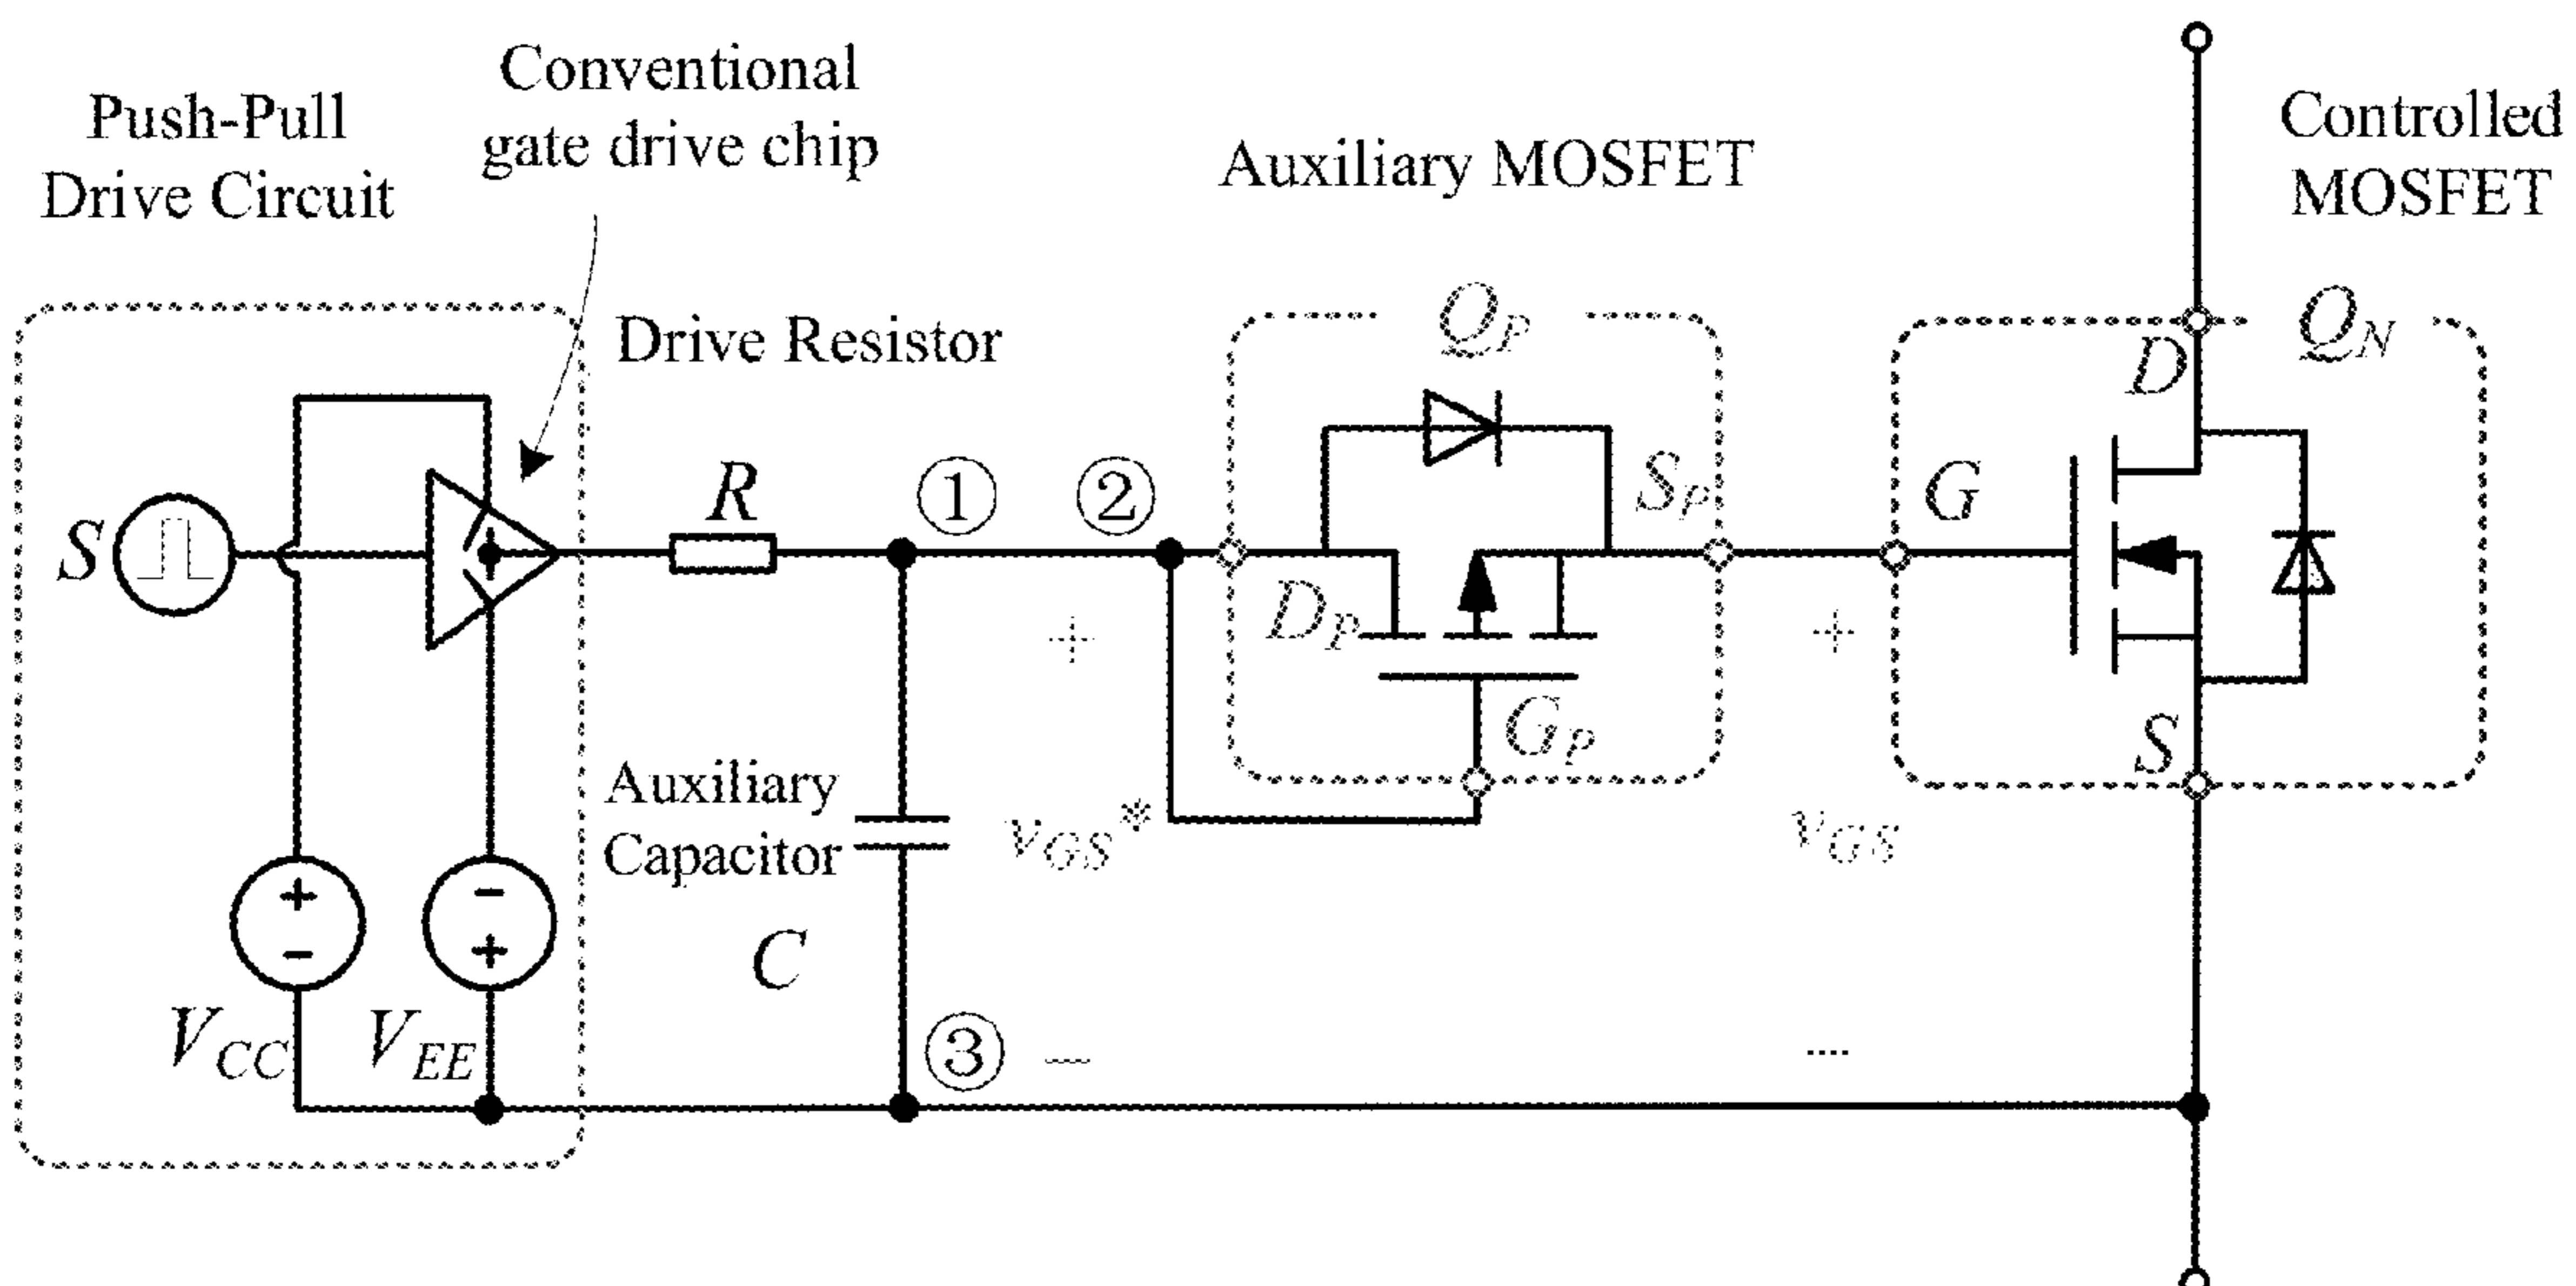 Push-Pull
Drive Circuit
Conventional
gate drive chip
Auxiliary MOSFET
Controlled
MOSFET
Drive Resistor
Q_P
Q_N
D
S
R
①
②
S_P
G
D_P
+
+
G_P
S
Auxiliary
Capacitor
v_GS*
v_GS
+
−
−
+
C
V_CC
V_EE
③
−
....